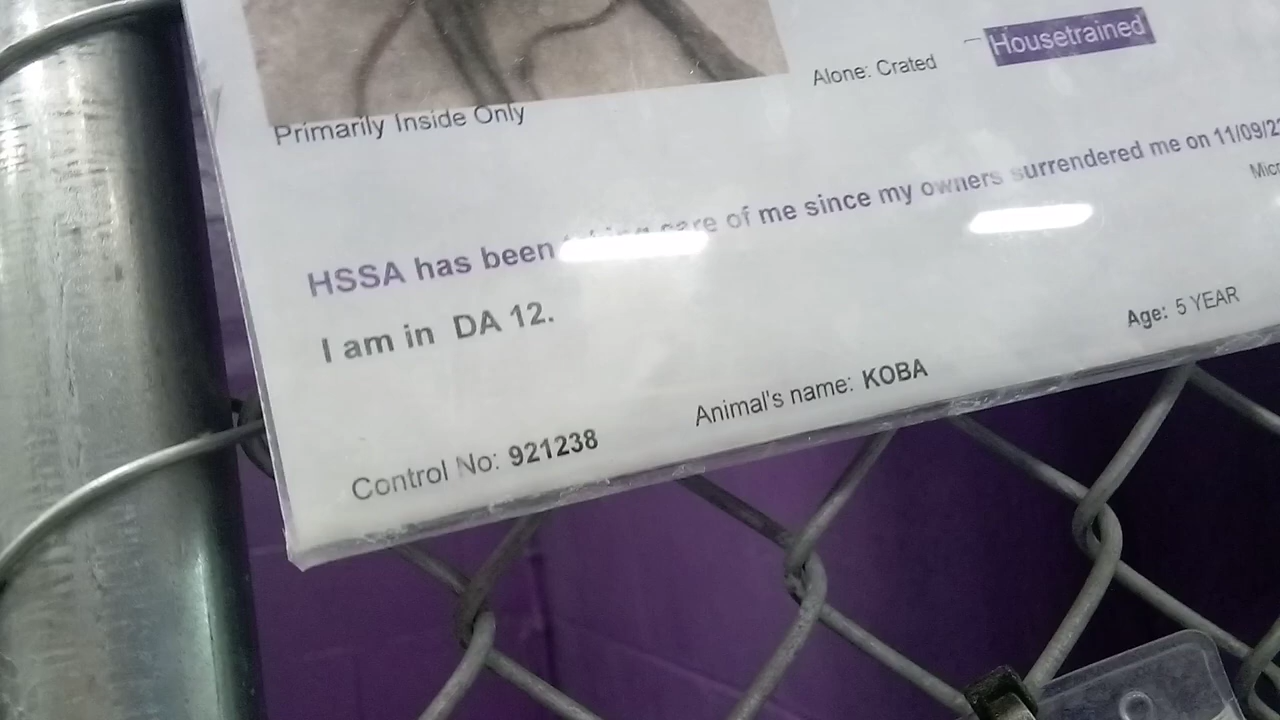 Housetrained
Alone: Crated
Primarily Inside Only
HSSA has been taking care of me since my owners surrendered me on 11/09/2
I am in DA 12.
Age: 5 YEAR
Animal's name: KOBA
Control No: 921238